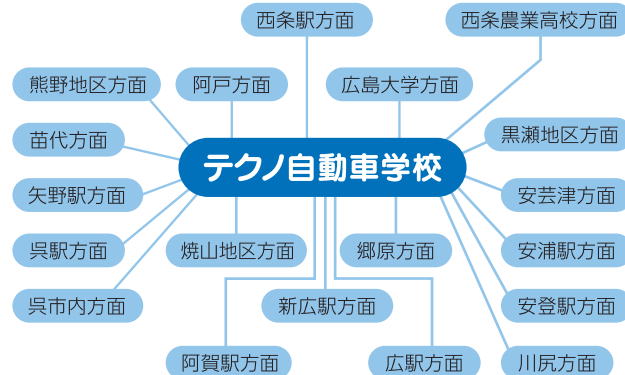 西条駅方面
西条農業高校方面
熊野地区方面
阿戸方面
広島大学方面
苗代方面
黒瀬地区方面
テクノ自動車学校
矢野駅方面
安芸津方面
呉駅方面
焼山地区方面
郷原方面
安浦駅方面
呉市内方面
新広駅方面
安登駅方面
阿賀駅方面
広駅方面
川尻方面